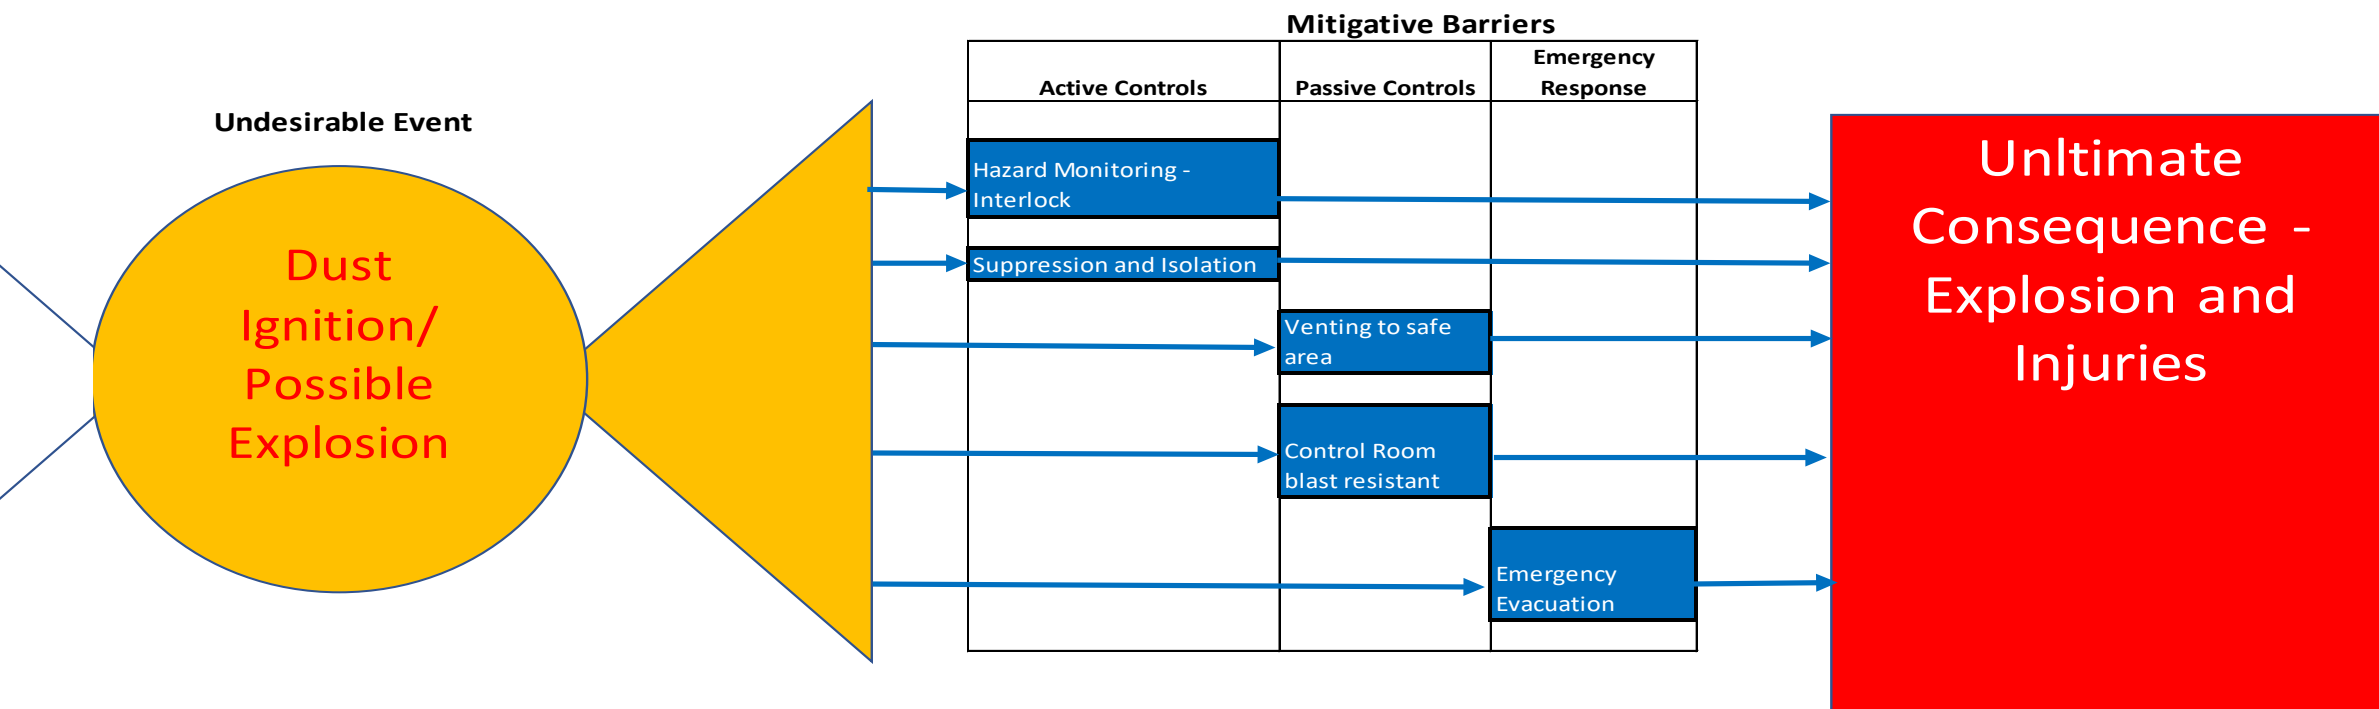 Mitigative Barriers
Emergency
Response
Active Controls
Passive Controls
Undesirable Event
Dust
Ignition/
Possible
Explosion
Hazard Monitoring -
Interlock
Suppression and Isolation
Venting to safe
area
Control Room
blast resistant
Emergency
Evacuation
Unltimate
Consequence -
Explosion and
Injuries